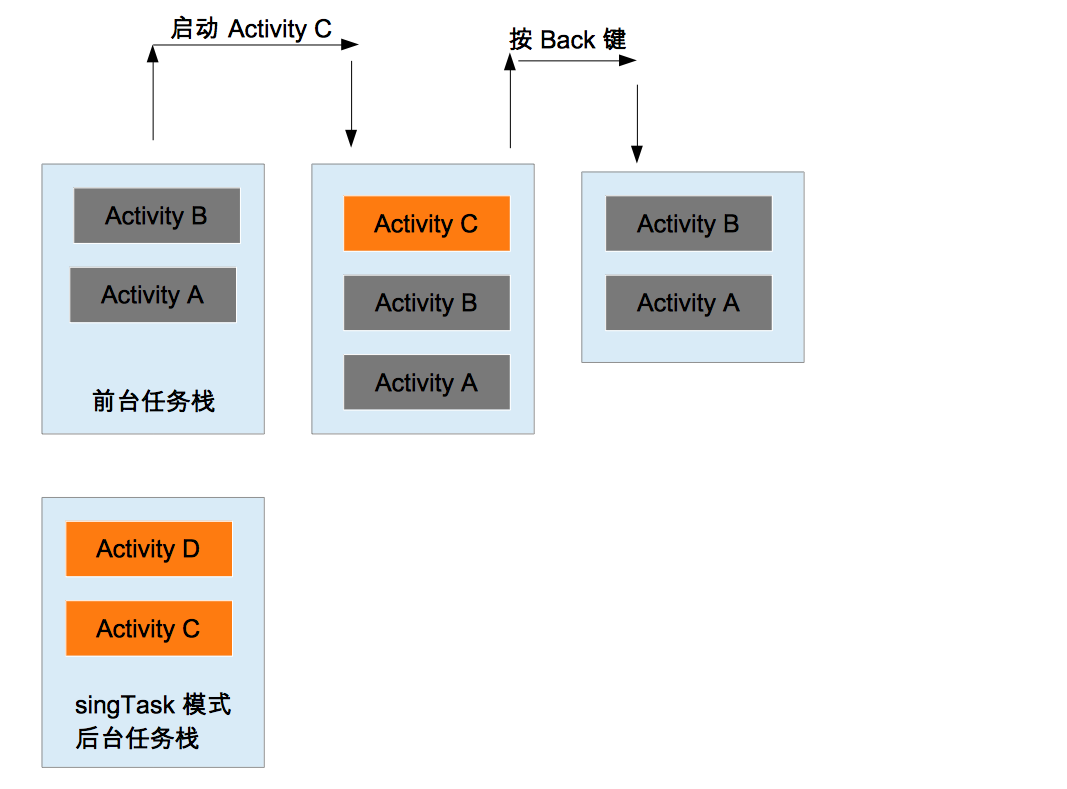 启动 Activity C
按 Back 键
Activity B
Activity A
前台任务栈
Activity C
Activity B
Activity A
Activity B
Activity A
Activity D
Activity C
singTask 模式
后台任务栈